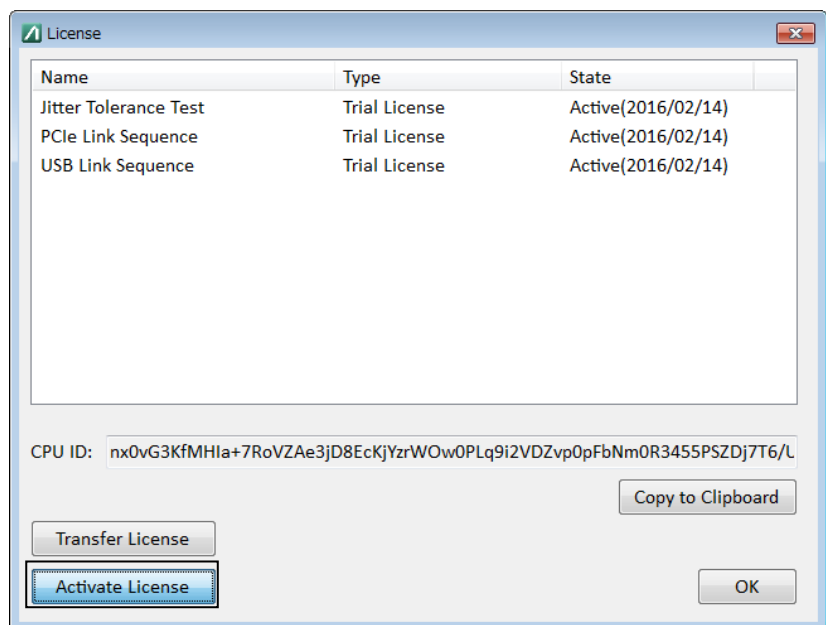 License
Name Type State
Jitter Tolerance Test Trial License Active(2016/02/14)
PCIe Link Sequence Trial License Active(2016/02/14)
USB Link Sequence Trial License Active(2016/02/14)
CPU ID: nx0vG3KfMHIa+7RoVZAe3jD8EcKjYzrWOw0PLq9i2VDZvp0pFbNm0R3455PSZDj7T6/U
Copy to Clipboard
Transfer License
Activate License OK